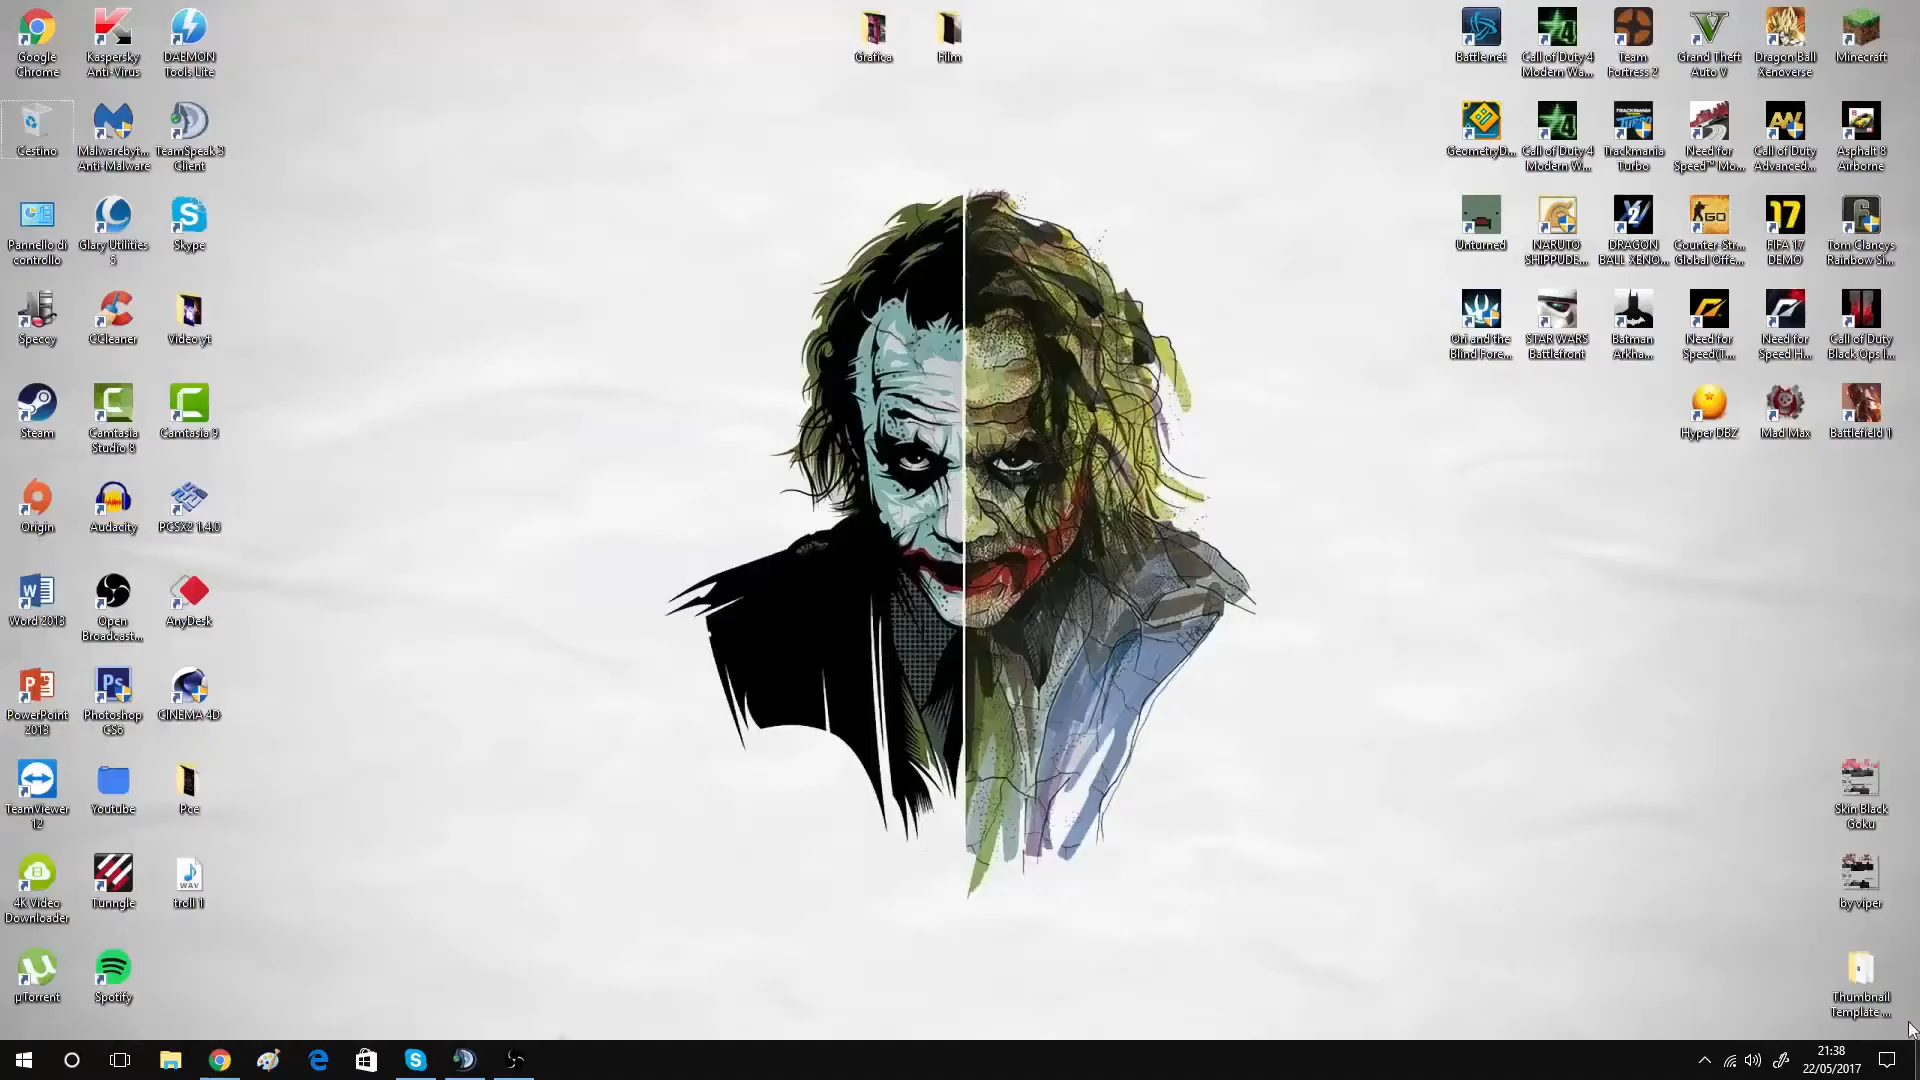 Google
Chrome
Kaspersky
Anti-Virus
DAEMON
Tools Lite
Grafica
Film
Battle.net
Call of Duty 4
Modern Wa...
Team
Fortress 2
Grand Theft
Auto V
Dragon Ball
Xenoverse
Minecraft
Cestino
Malwarebyt...
Anti-Malware
TeamSpeak 3
Client
GeometryD...
Call of Duty 4
Modern W...
Trackmania
Turbo
Need for
Speed™ Mo...
Call of Duty
Advanced...
Asphalt 8
Airborne
Pannello di
controllo
Glary Utilities
5
Skype
Unturned
NARUTO
SHIPPUDE...
DRAGON
BALL XENO...
Counter-Str...
Global Offe...
FIFA 17
DEMO
Tom Clancys
Rainbow Si...
Speccy
CCleaner
Video yt
Ori and the
Blind Fore...
STAR WARS
Battlefront
Batman
Arkha...
Need for
Speed(T...
Need for
Speed H...
Call of Duty
Black Ops I...
Steam
Camtasia
Studio 8
Camtasia 9
Hyper DBZ
Mad Max
Battlefield 1
Origin
Audacity
PCSX2 1.4.0
Word 2013
Open
Broadcast...
AnyDesk
PowerPoint
2013
Photoshop
CS6
CINEMA 4D
TeamViewer
12
Youtube
Pce
Skin Black
Goku
4K Video
Downloader
Tunngle
WAV
troll 1
by viper
µTorrent
Spotify
Thumbnail
Template ...
21:38
22/05/2017